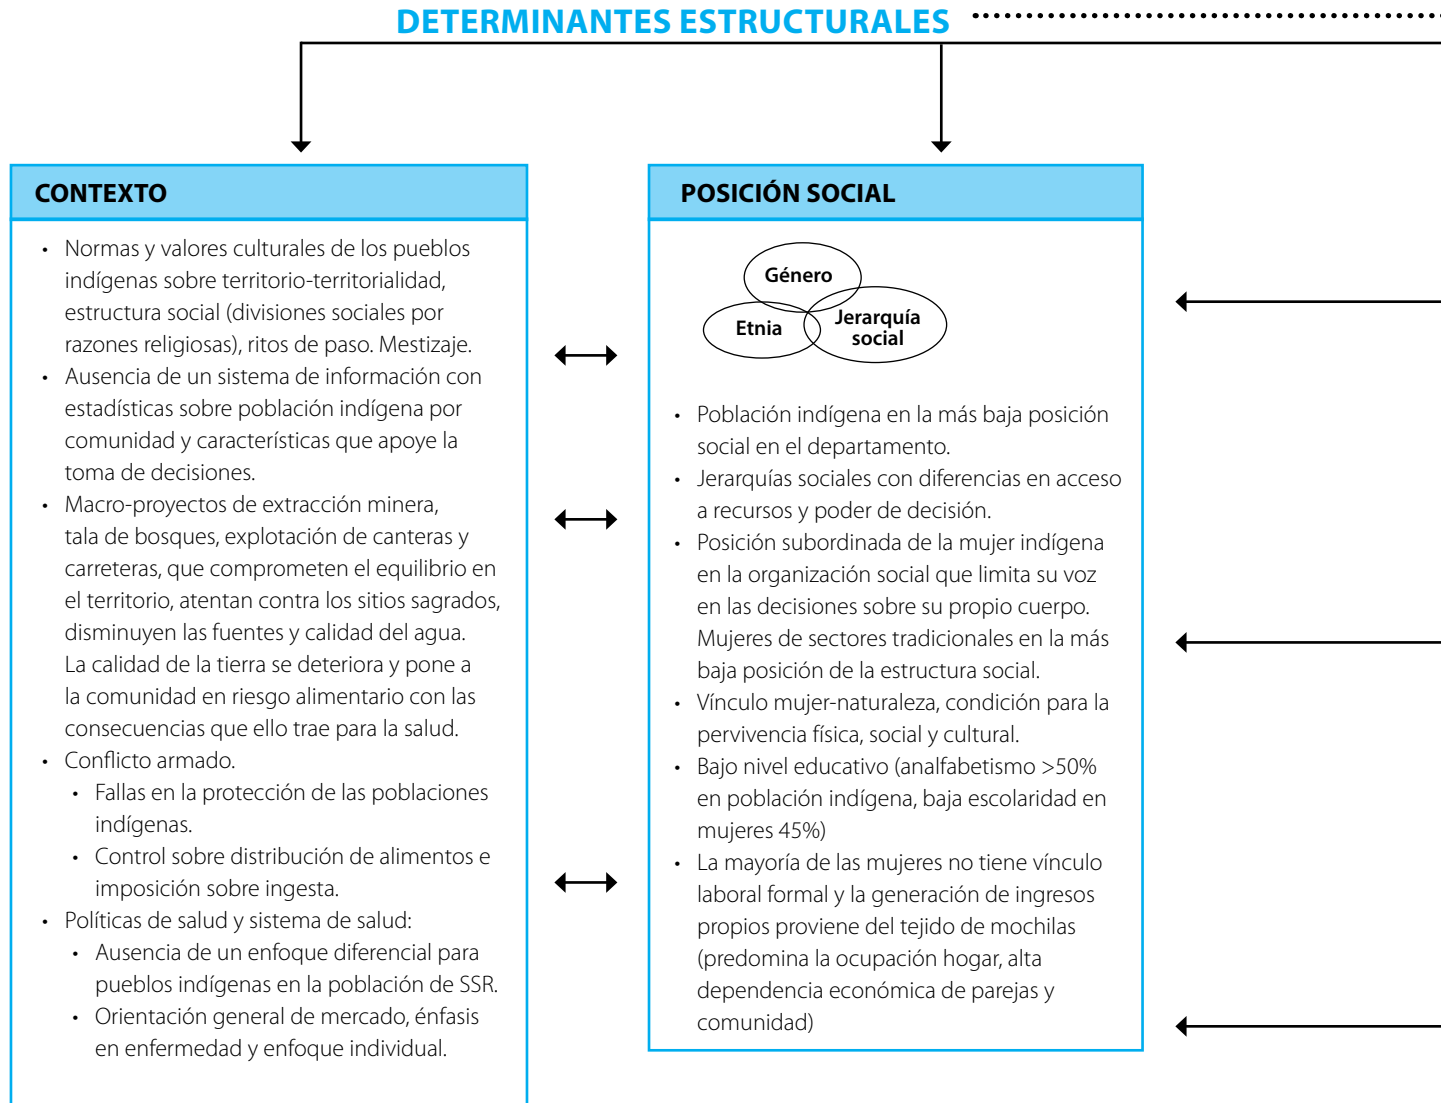 DETERMINANTES ESTRUCTURALES
CONTEXTO
• Normas y valores culturales de los pueblos
indígenas sobre territorio-territorialidad,
estructura social (divisiones sociales por
razones religiosas), ritos de paso. Mestizaje.
• Ausencia de un sistema de información con
estadísticas sobre población indígena por
comunidad y características que apoye la
toma de decisiones.
• Macro-proyectos de extracción minera,
tala de bosques, explotación de canteras y
carreteras, que comprometen el equilibrio en
el territorio, atentan contra los sitios sagrados,
disminuyen las fuentes y calidad del agua.
La calidad de la tierra se deteriora y pone a
la comunidad en riesgo alimentario con las
consecuencias que ello trae para la salud.
• Conflicto armado.
• Fallas en la protección de las poblaciones
indígenas.
• Control sobre distribución de alimentos e
imposición sobre ingesta.
• Políticas de salud y sistema de salud:
• Ausencia de un enfoque diferencial para
pueblos indígenas en la población de SSR.
• Orientación general de mercado, énfasis
en enfermedad y enfoque individual.
POSICIÓN SOCIAL
Género
Etnia
Jerarquía
social
• Población indígena en la más baja posición
social en el departamento.
• Jerarquías sociales con diferencias en acceso
a recursos y poder de decisión.
• Posición subordinada de la mujer indígena
en la organización social que limita su voz
en las decisiones sobre su propio cuerpo.
Mujeres de sectores tradicionales en la más
baja posición de la estructura social.
• Vínculo mujer-naturaleza, condición para la
pervivencia física, social y cultural.
• Bajo nivel educativo (analfabetismo >50%
en población indígena, baja escolaridad en
mujeres 45%)
• La mayoría de las mujeres no tiene vínculo
laboral formal y la generación de ingresos
propios proviene del tejido de mochilas
(predomina la ocupación hogar, alta
dependencia económica de parejas y
comunidad)